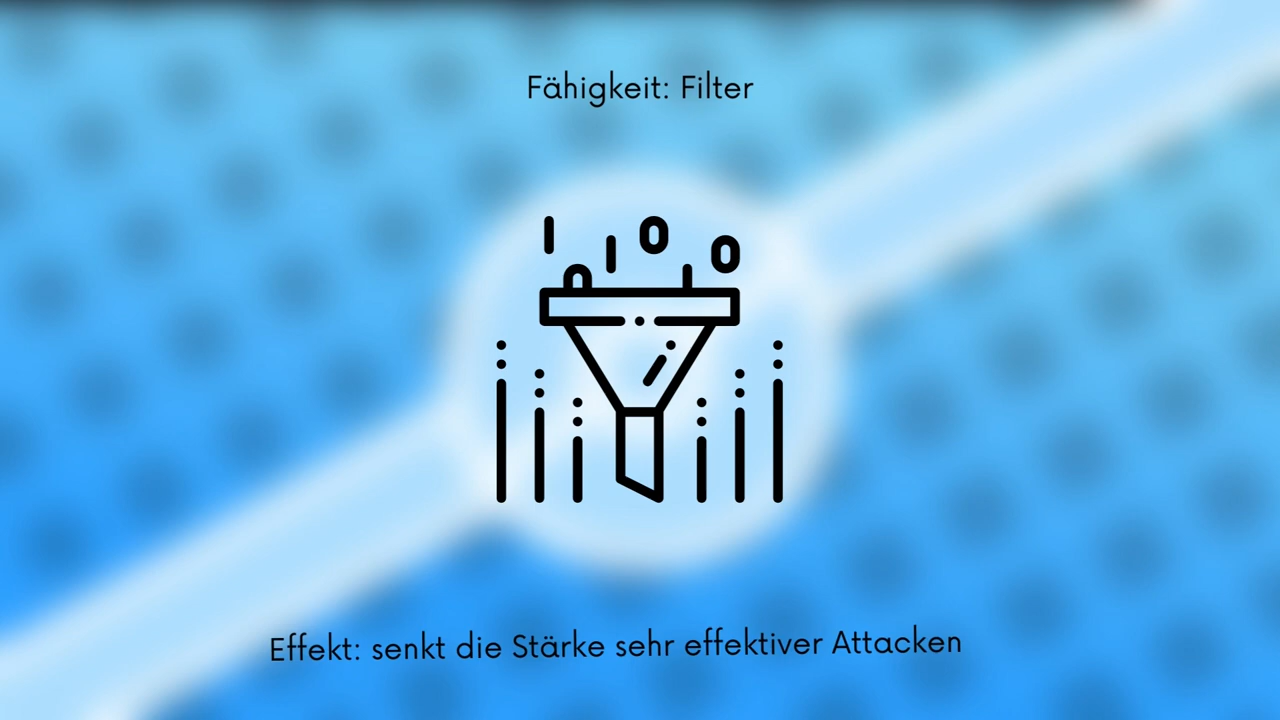 Fähigkeit: Filter
Effekt: senkt die Stärke sehr effektiver Attacken